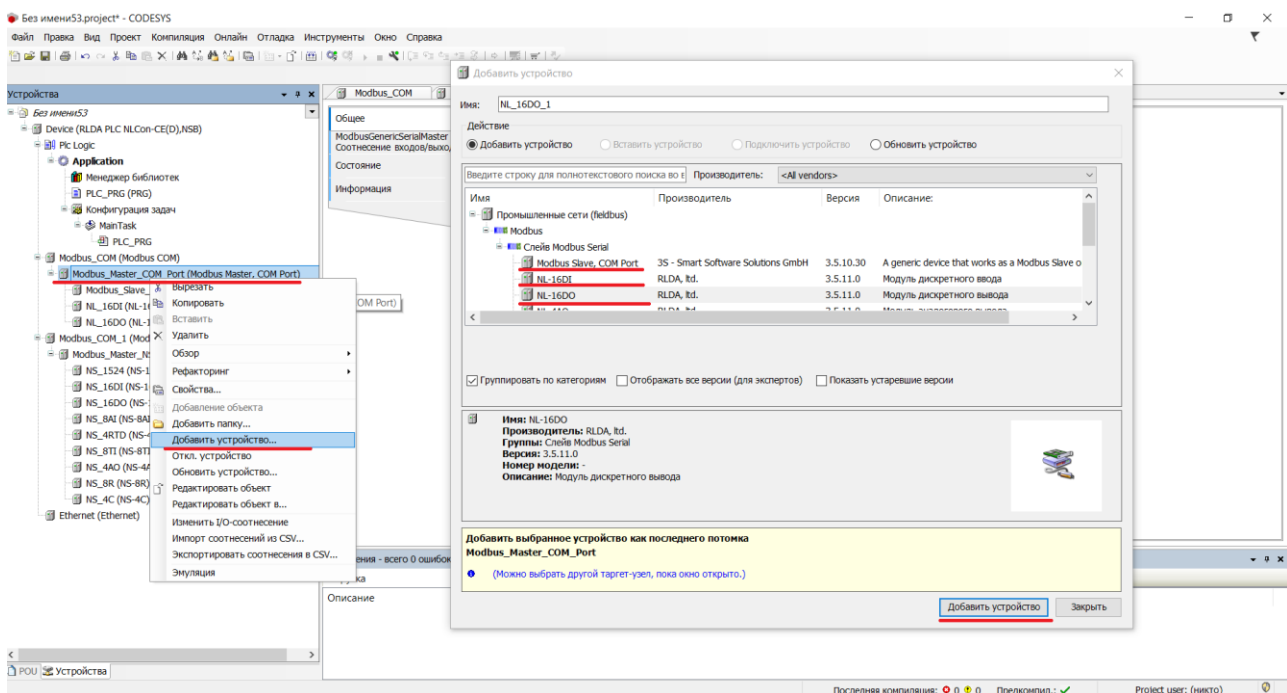 Без имени53.project* - CODESYS
Файл Правка Вид Проект Компиляция Онлайн Отладка Инструменты Окно Справка
Устройства
Без имени53
Device (RLDA PLC NLCon-CE(D),NSB)
Plc Logic
Application
Менеджер библиотек
PLC_PRG (PRG)
Конфигурация задач
MainTask
PLC_PRG
Modbus_COM (Modbus COM)
Modbus_Master_COM_Port (Modbus Master, COM Port)
Modbus_Slave_
NL_16DI (NL-1
NL_16DO (NL-1
Modbus_COM_1 (Mod
Modbus_Master_N
NS_1524 (NS-1
NS_16DI (NS-1
NS_16DO (NS-
NS_8AI (NS-8AI
NS_4RTD (NS-4
NS_8TI (NS-8TI
NS_4AO (NS-4A
NS_8R (NS-8R)
NS_4C (NS-4C)
Ethernet (Ethernet)
Вырезать
Копировать
Вставить
Удалить
Обзор
Рефакторинг
Свойства...
Добавление объекта
Добавить папку...
Добавить устройство...
Откл. устройство
Обновить устройство...
Редактировать объект
Редактировать объект в...
Изменить I/O-соотнесение
Импорт соотнесений из CSV...
Экспортировать соотнесения в CSV...
Эмуляция
Modbus_COM
Общее
ModbusGenericSerialMaster
Соотнесение входов/выхо
Состояние
Информация
OM Port)
Добавить устройство
Имя: NL_16DO_1
Действие
Добавить устройство Вставить устройство Подключить устройство Обновить устройство
Введите строку для полнотекстового поиска во в Производитель: <All vendors>
Имя Производитель Версия Описание:
Промышленные сети (fieldbus)
Modbus
Слейв Modbus Serial
Modbus Slave, COM Port 3S - Smart Software Solutions GmbH 3.5.10.30 A generic device that works as a Modbus Slave o
NL-16DI RLDA, ltd. 3.5.11.0 Модуль дискретного ввода
NL-16DO RLDA, ltd. 3.5.11.0 Модуль дискретного вывода
Группировать по категориям Отображать все версии (для экспертов) Показать устаревшие версии
Имя: NL-16DO
Производитель: RLDA, ltd.
Группы: Слейв Modbus Serial
Версия: 3.5.11.0
Номер модели: -
Описание: Модуль дискретного вывода
Добавить выбранное устройство как последнего потомка
Modbus_Master_COM_Port
(Можно выбрать другой таргет-узел, пока окно открыто.)
Добавить устройство Закрыть
ения - всего 0 ошибок
Описание
POU Устройства
Последняя компиляция: 0 0 Предкомпил.: Project user: (никто)